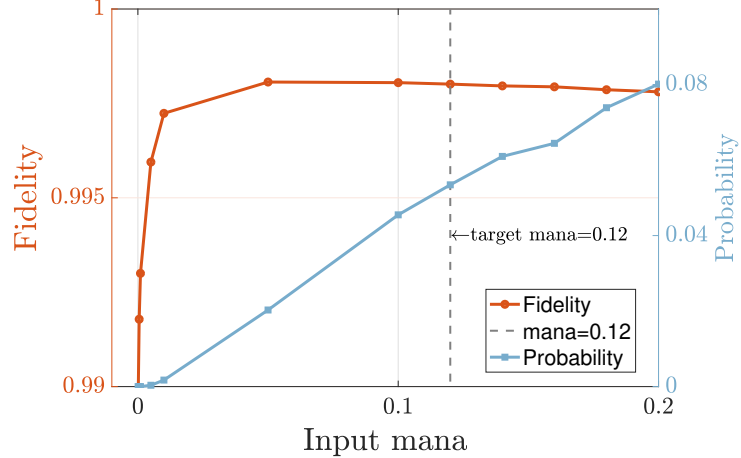 1
0.995
0.99
Fidelity
0.08
0.04
0
Probability
←target mana=0.12
Fidelity
mana=0.12
Probability
0
0.1
0.2
Input mana